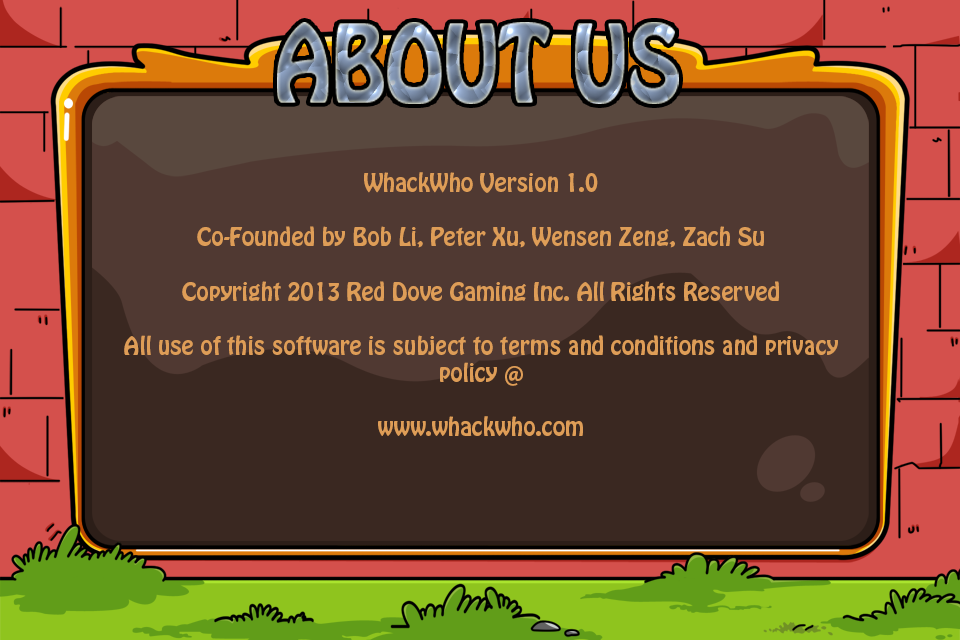 ABOUT US
WhackWho Version 1.0
Co-Founded by Bob Li, Peter Xu, Wensen Zeng, Zach Su
Copyright 2013 Red Dove Gaming Inc. All Rights Reserved
All use of this software is subject to terms and conditions and privacy
policy @
www.whackwho.com